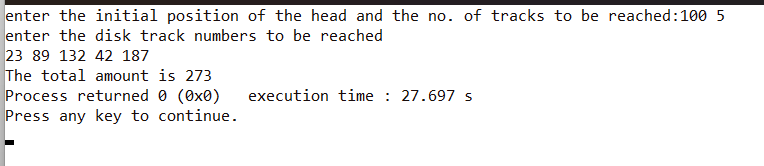 enter the initial position of the head and the no. of tracks to be reached:100 5
enter the disk track numbers to be reached
23 89 132 42 187
The total amount is 273
Process returned 0 (0x0)   execution time : 27.697 s
Press any key to continue.